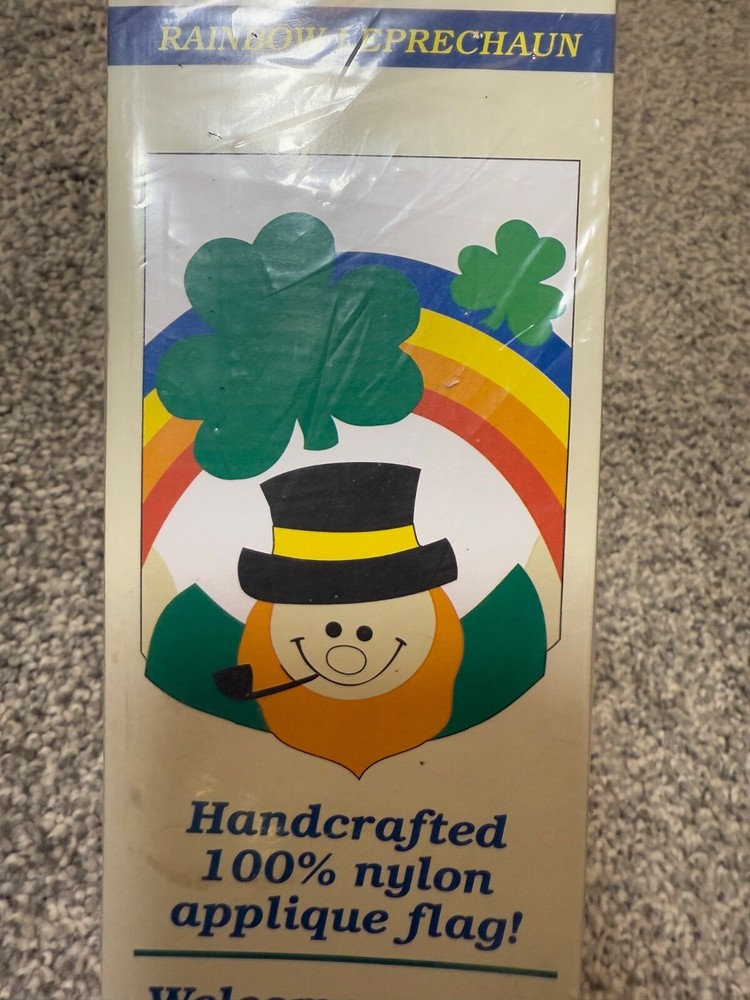 RAINBOW LEPRECHAUN
Handcrafted
100% nylon
applique flag!